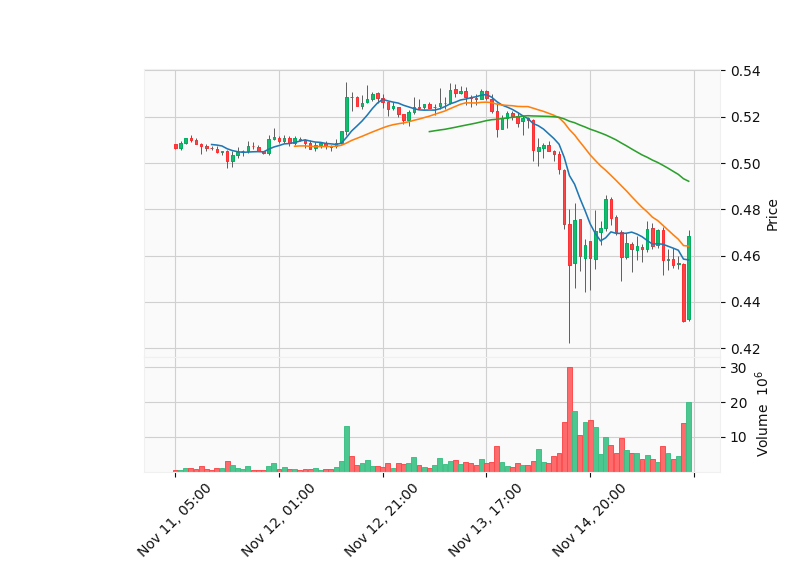 0.54
0.52
0.50
0.48
0.46
0.44
0.42
Price
30
20
10
Volume 10⁶
Nov 11, 05:00
Nov 12, 01:00
Nov 12, 21:00
Nov 13, 17:00
Nov 14, 20:00